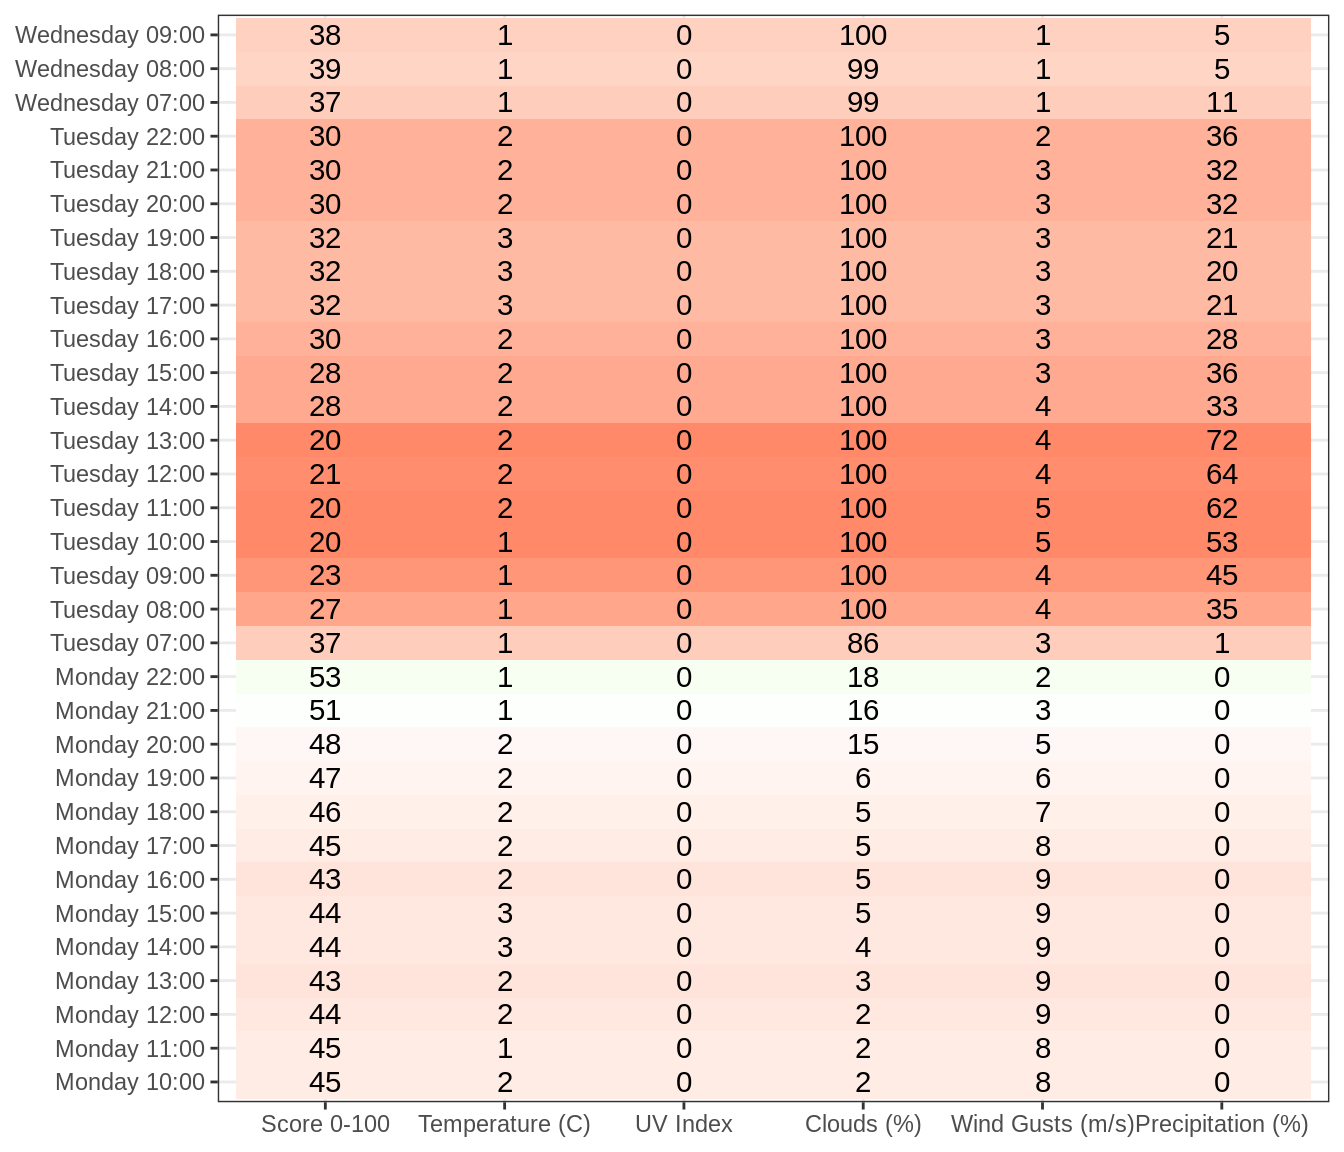 Wednesday 09:00 38 1 0 100 1 5
Wednesday 08:00 39 1 0 99 1 5
Wednesday 07:00 37 1 0 99 1 11
Tuesday 22:00 30 2 0 100 2 36
Tuesday 21:00 30 2 0 100 3 32
Tuesday 20:00 30 2 0 100 3 32
Tuesday 19:00 32 3 0 100 3 21
Tuesday 18:00 32 3 0 100 3 20
Tuesday 17:00 32 3 0 100 3 21
Tuesday 16:00 30 2 0 100 3 28
Tuesday 15:00 28 2 0 100 3 36
Tuesday 14:00 28 2 0 100 4 33
Tuesday 13:00 20 2 0 100 4 72
Tuesday 12:00 21 2 0 100 4 64
Tuesday 11:00 20 2 0 100 5 62
Tuesday 10:00 20 1 0 100 5 53
Tuesday 09:00 23 1 0 100 4 45
Tuesday 08:00 27 1 0 100 4 35
Tuesday 07:00 37 1 0 86 3 1
Monday 22:00 53 1 0 18 2 0
Monday 21:00 51 1 0 16 3 0
Monday 20:00 48 2 0 15 5 0
Monday 19:00 47 2 0 6 6 0
Monday 18:00 46 2 0 5 7 0
Monday 17:00 45 2 0 5 8 0
Monday 16:00 43 2 0 5 9 0
Monday 15:00 44 3 0 5 9 0
Monday 14:00 44 3 0 4 9 0
Monday 13:00 43 2 0 3 9 0
Monday 12:00 44 2 0 2 9 0
Monday 11:00 45 1 0 2 8 0
Monday 10:00 45 2 0 2 8 0
Score 0-100 Temperature (C) UV Index Clouds (%) Wind Gusts (m/s) Precipitation (%)